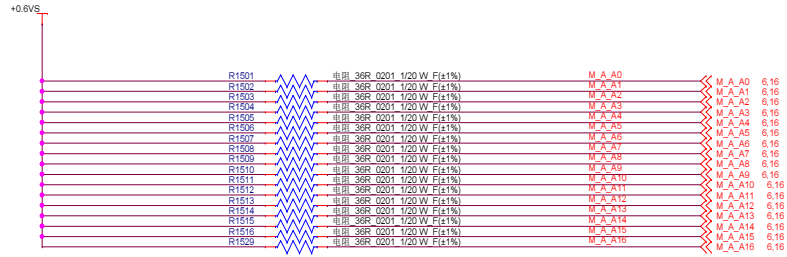 +0.6VS
R1501 电阻_36R_0201_1/20 W_F(±1%) M_A_A0 M_A_A0 6,16
R1502 电阻_36R_0201_1/20 W_F(±1%) M_A_A1 M_A_A1 6,16
R1503 电阻_36R_0201_1/20 W_F(±1%) M_A_A2 M_A_A2 6,16
R1504 电阻_36R_0201_1/20 W_F(±1%) M_A_A3 M_A_A3 6,16
R1505 电阻_36R_0201_1/20 W_F(±1%) M_A_A4 M_A_A4 6,16
R1506 电阻_36R_0201_1/20 W_F(±1%) M_A_A5 M_A_A5 6,16
R1507 电阻_36R_0201_1/20 W_F(±1%) M_A_A6 M_A_A6 6,16
R1508 电阻_36R_0201_1/20 W_F(±1%) M_A_A7 M_A_A7 6,16
R1509 电阻_36R_0201_1/20 W_F(±1%) M_A_A8 M_A_A8 6,16
R1510 电阻_36R_0201_1/20 W_F(±1%) M_A_A9 M_A_A9 6,16
R1511 电阻_36R_0201_1/20 W_F(±1%) M_A_A10 M_A_A10 6,16
R1512 电阻_36R_0201_1/20 W_F(±1%) M_A_A11 M_A_A11 6,16
R1513 电阻_36R_0201_1/20 W_F(±1%) M_A_A12 M_A_A12 6,16
R1514 电阻_36R_0201_1/20 W_F(±1%) M_A_A13 M_A_A13 6,16
R1515 电阻_36R_0201_1/20 W_F(±1%) M_A_A14 M_A_A14 6,16
R1516 电阻_36R_0201_1/20 W_F(±1%) M_A_A15 M_A_A15 6,16
R1529 电阻_36R_0201_1/20 W_F(±1%) M_A_A16 M_A_A16 6,16